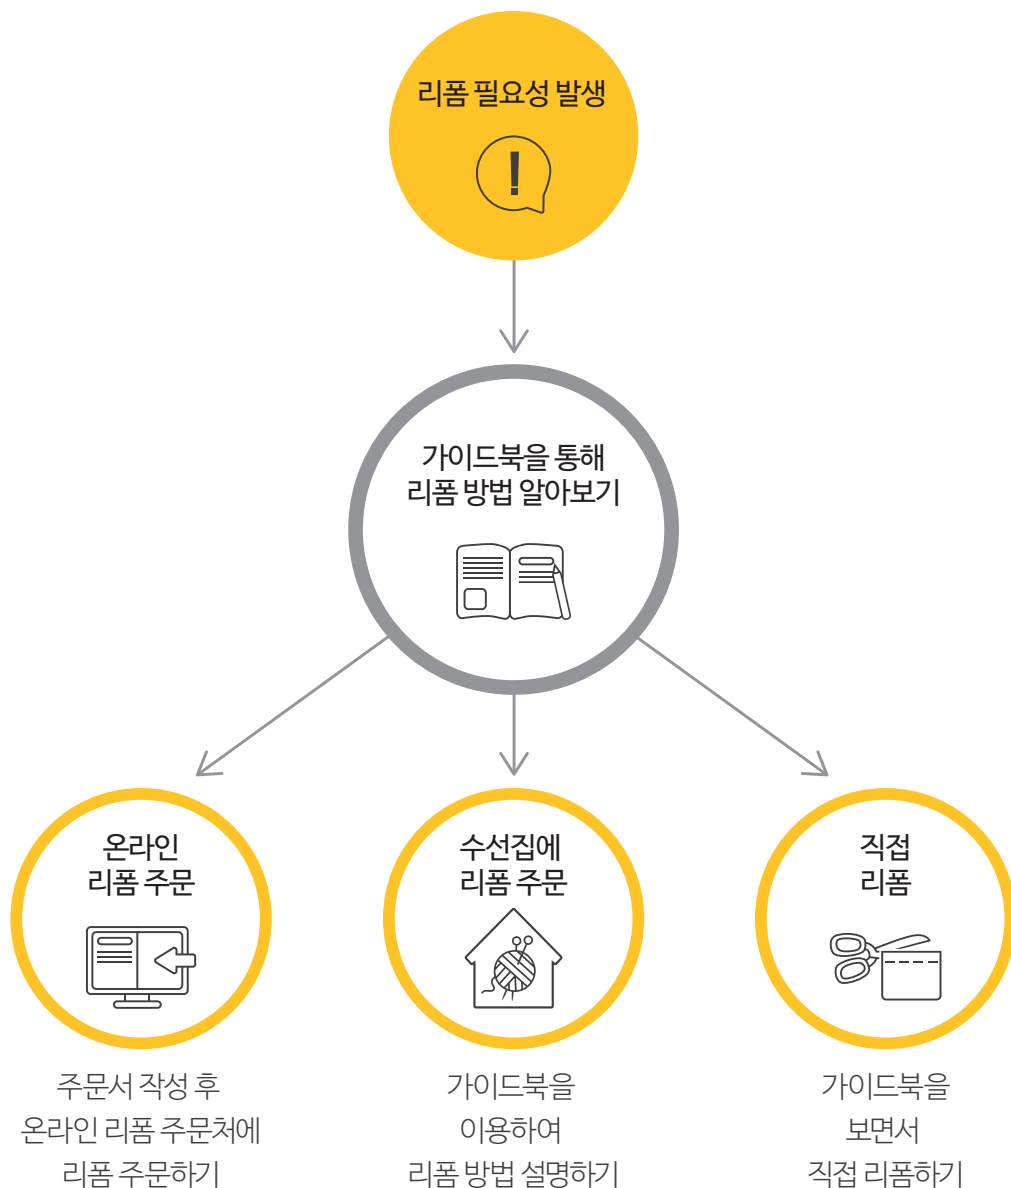 리폼 필요성 발생
!
가이드북을 통해
리폼 방법 알아보기
온라인
리폼 주문
주문서 작성 후
온라인 리폼 주문처에
리폼 주문하기
수선집에
리폼 주문
가이드북을
이용하여
리폼 방법 설명하기
직접
리폼
가이드북을
보면서
직접 리폼하기